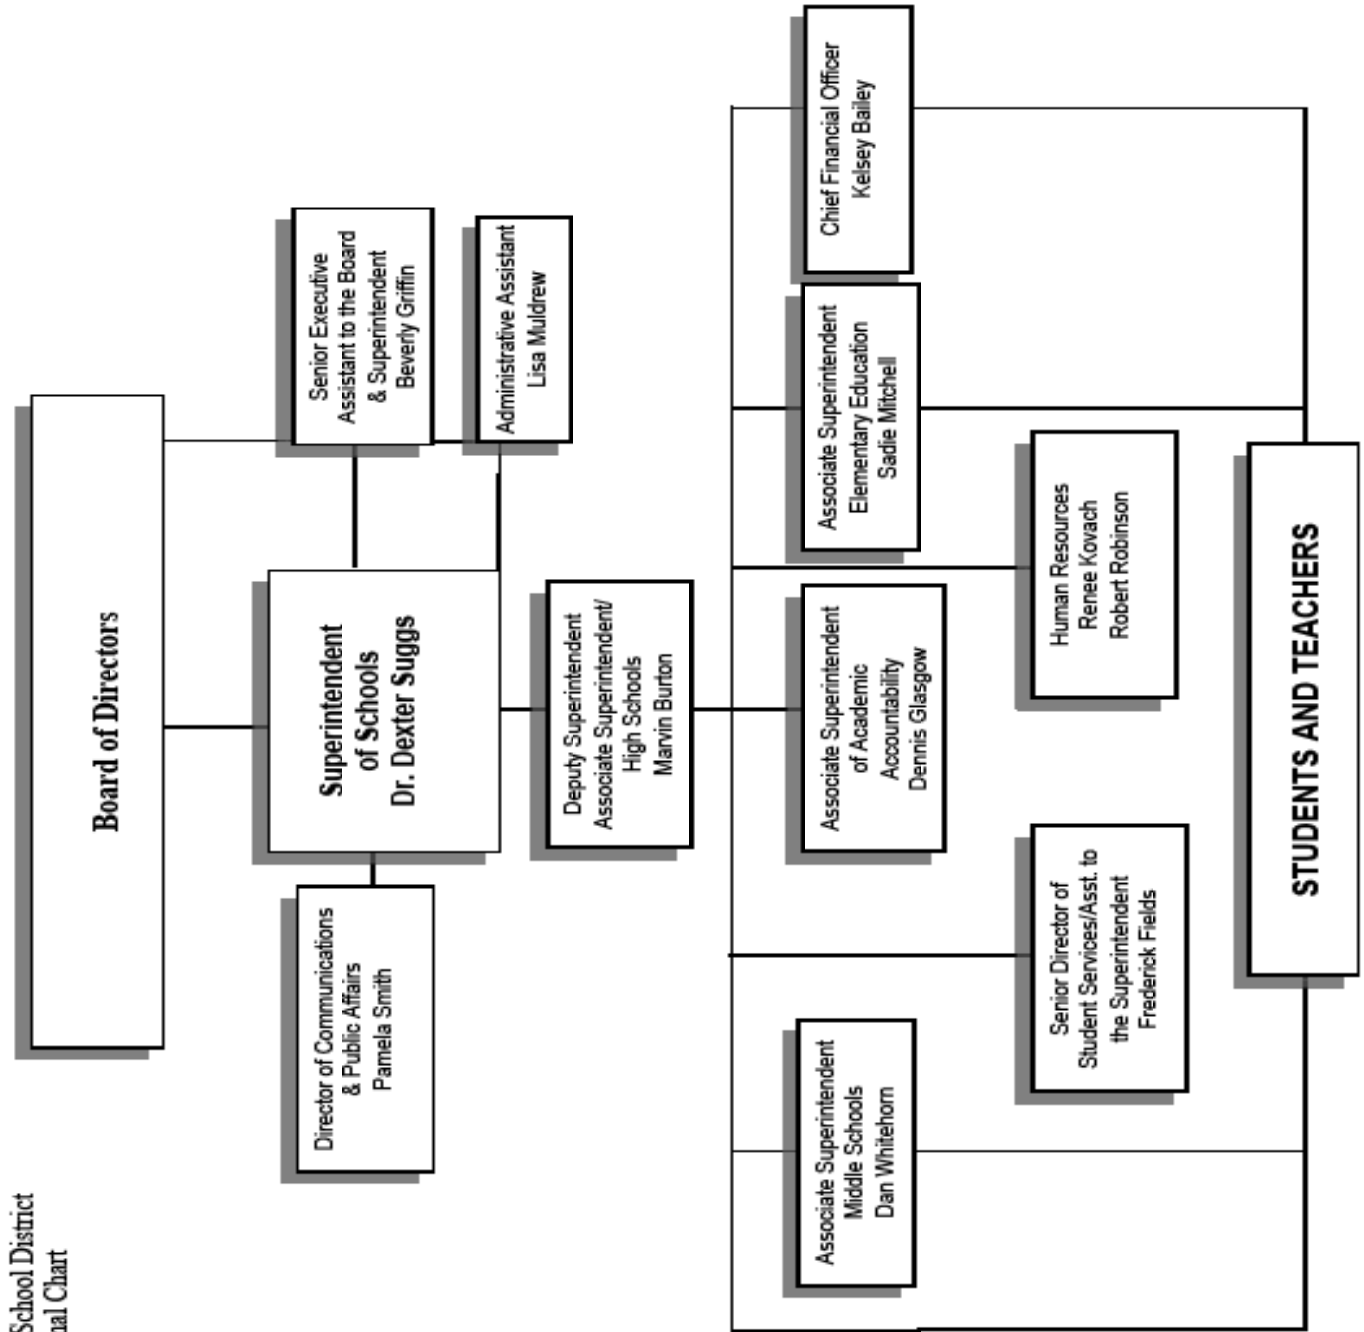 School District
Chart
Board of Directors
Senior Executive
Assistant to the Board
& Superintendent
Beverly Griffin
Administrative Assistant
Lisa Muldrew
Superintendent
of Schools
Dr. Dexter Suggs
Director of Communications
& Public Affairs
Pamela Smith
Deputy Superintendent
Associate Superintendent/
High Schools
Marvin Burton
Associate Superintendent
Middle Schools
Dan Whitehorn
Associate Superintendent
of Academic
Accountability
Dennis Glasgow
Associate Superintendent
Elementary Education
Sadie Mitchell
Chief Financial Officer
Kelsey Bailey
Senior Director of
Student Services/Asst. to
the Superintendent
Frederick Fields
Human Resources
Renee Kovach
Robert Robinson
STUDENTS AND TEACHERS